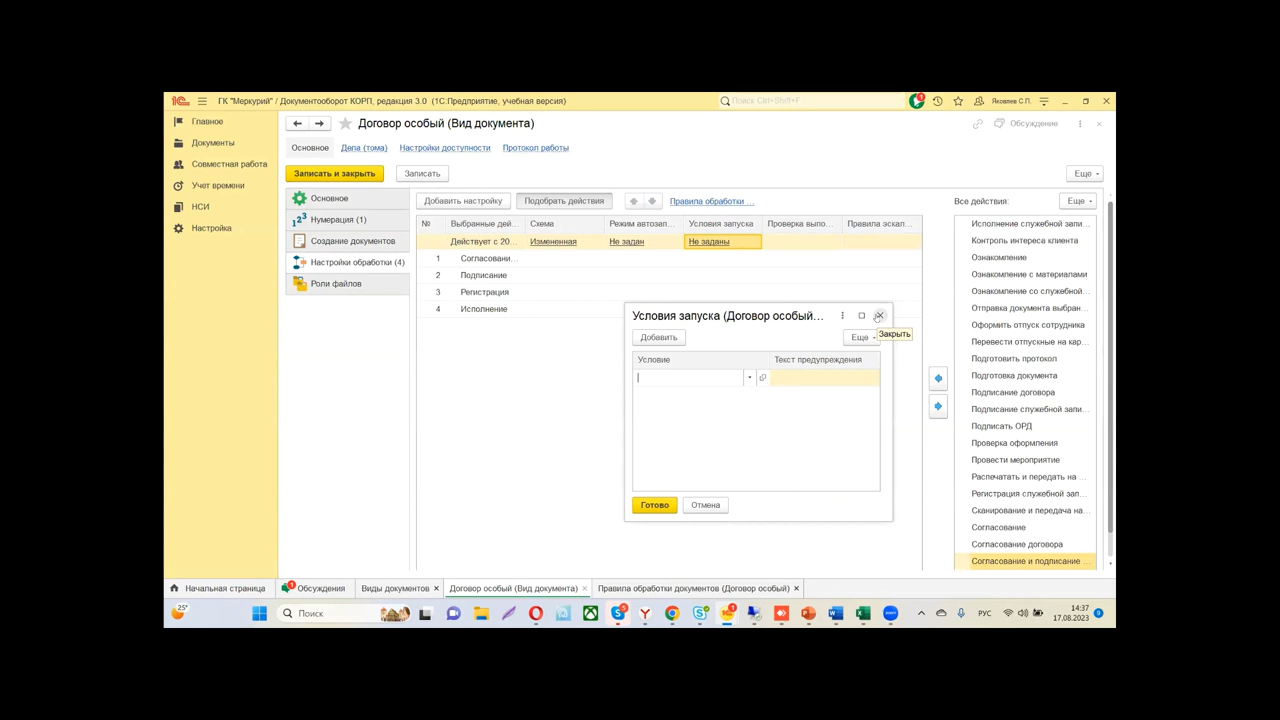 ГК "Меркурий" / Документооборот КОРП, редакция 3.0 (1С:Предприятие, учебная версия)
Поиск Ctrl+Shift+F
Яковлев С.П.
Главное
Документы
Совместная работа
Учет времени
НСИ
Настройка
Договор особый (Вид документа)
Обсуждение
Основное Дела (тома) Настройки доступности Протокол работы
Записать и закрыть Записать Еще
Основное
Нумерация (1)
Создание документов
Настройки обработки (4)
Роли файлов
Добавить настройку Подобрать действия Правила обработки ...
№ Выбранные дей... Схема Режим автозап... Условия запуска Проверка выпо... Правила эскал...
Действует с 20... Измененная Не задан Не заданы
1 Согласовани...
2 Подписание
3 Регистрация
4 Исполнение
Все действия: Еще
Исполнение служебной запи...
Контроль интереса клиента
Ознакомление
Ознакомление с материалами
Ознакомление со служебной...
Отправка документа выбран...
Оформить отпуск сотрудника
Перевести отпускные на кар...
Подготовить протокол
Подготовка документа
Подписание договора
Подписание служебной запи...
Подписать ОРД
Проверка оформления
Провести мероприятие
Распечатать и передать на ...
Регистрация служебной зап...
Сканирование и передача на...
Согласование
Согласование договора
Согласование и подписание ...
Условия запуска (Договор особый...
Закрыть
Добавить Еще
Условие Текст предупреждения
Готово Отмена
Начальная страница
1 Обсуждения
Виды документов
Договор особый (Вид документа)
Правила обработки документов (Договор особый)
25°
Поиск
РУС
14:37
17.08.2023